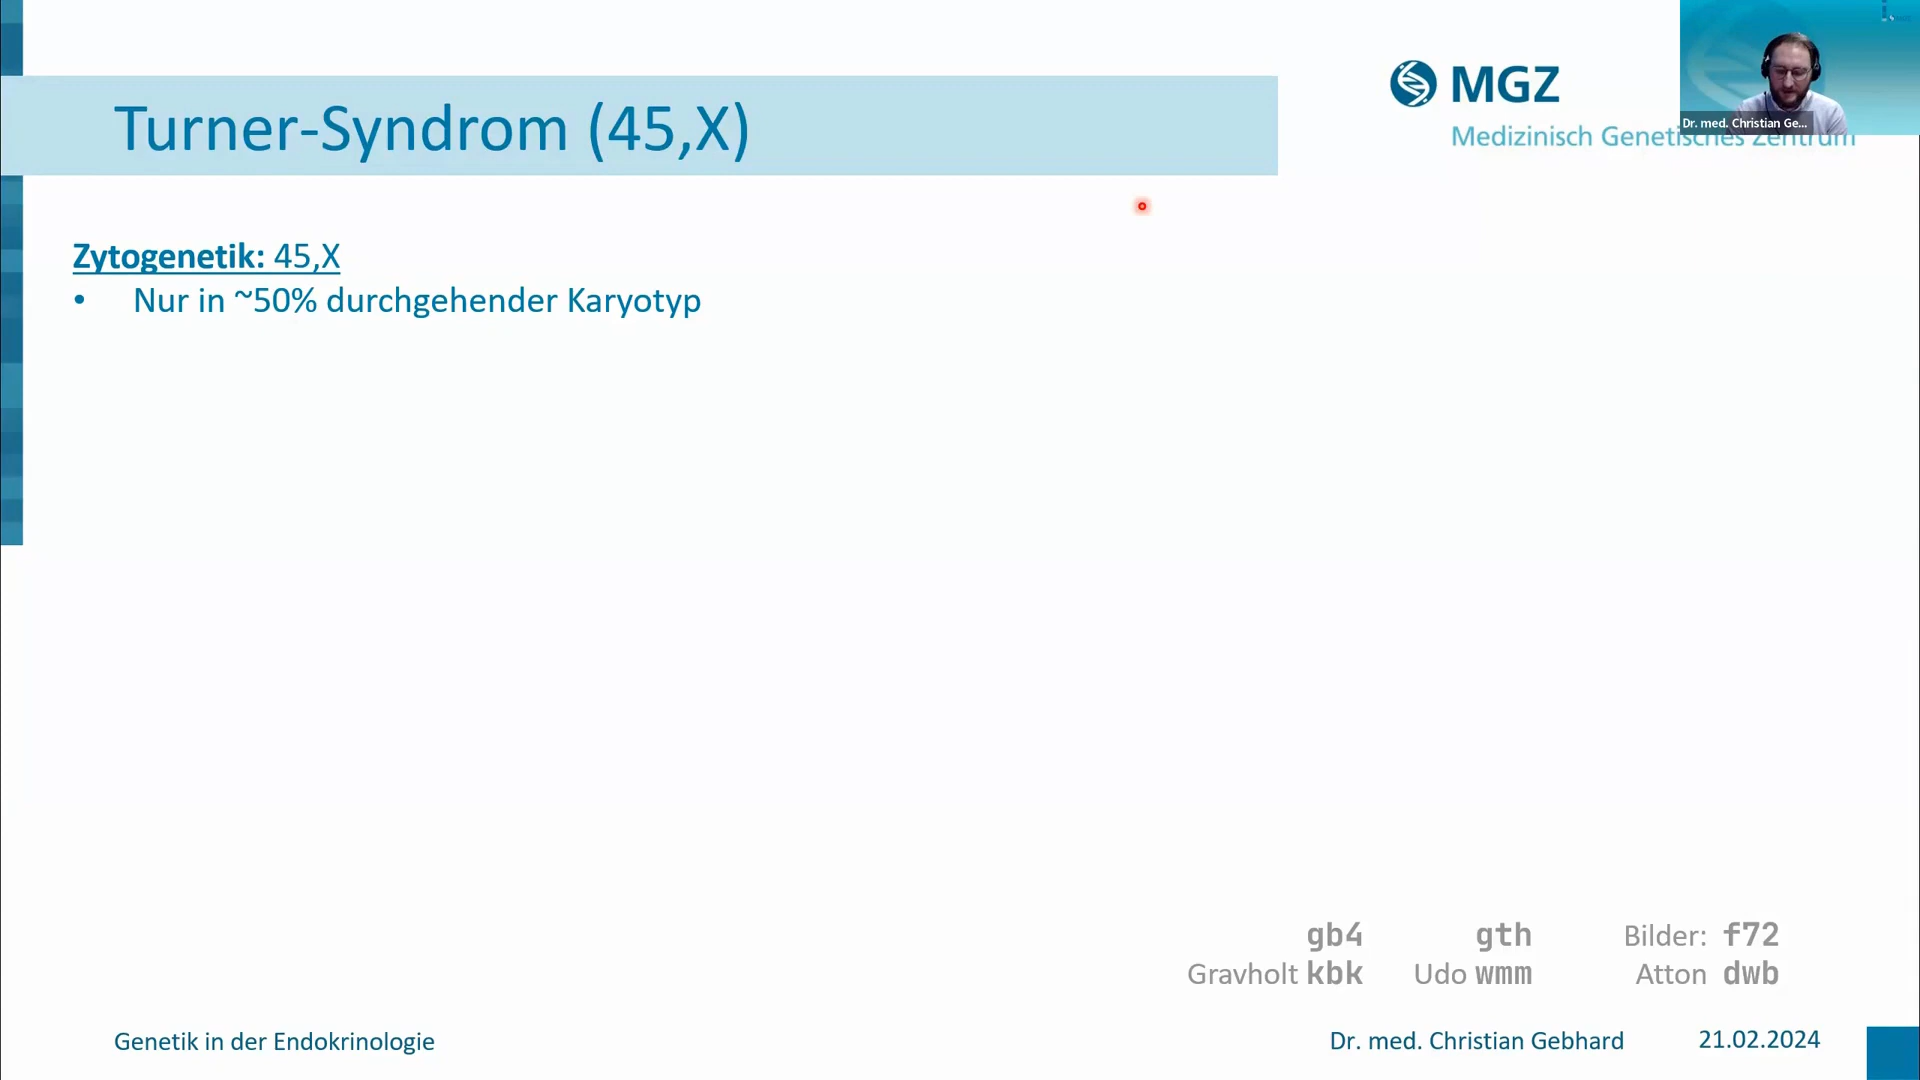 Turner-Syndrom (45,X)
MGZ
Medizinisch Genetisches Zentrum
Dr. med. Christian Ge...
Zytogenetik: 45,X
• Nur in ~50% durchgehender Karyotyp
gb4 gth Bilder: f72
Gravholt kbk Udo wmm Atton dwb
Genetik in der Endokrinologie Dr. med. Christian Gebhard 21.02.2024